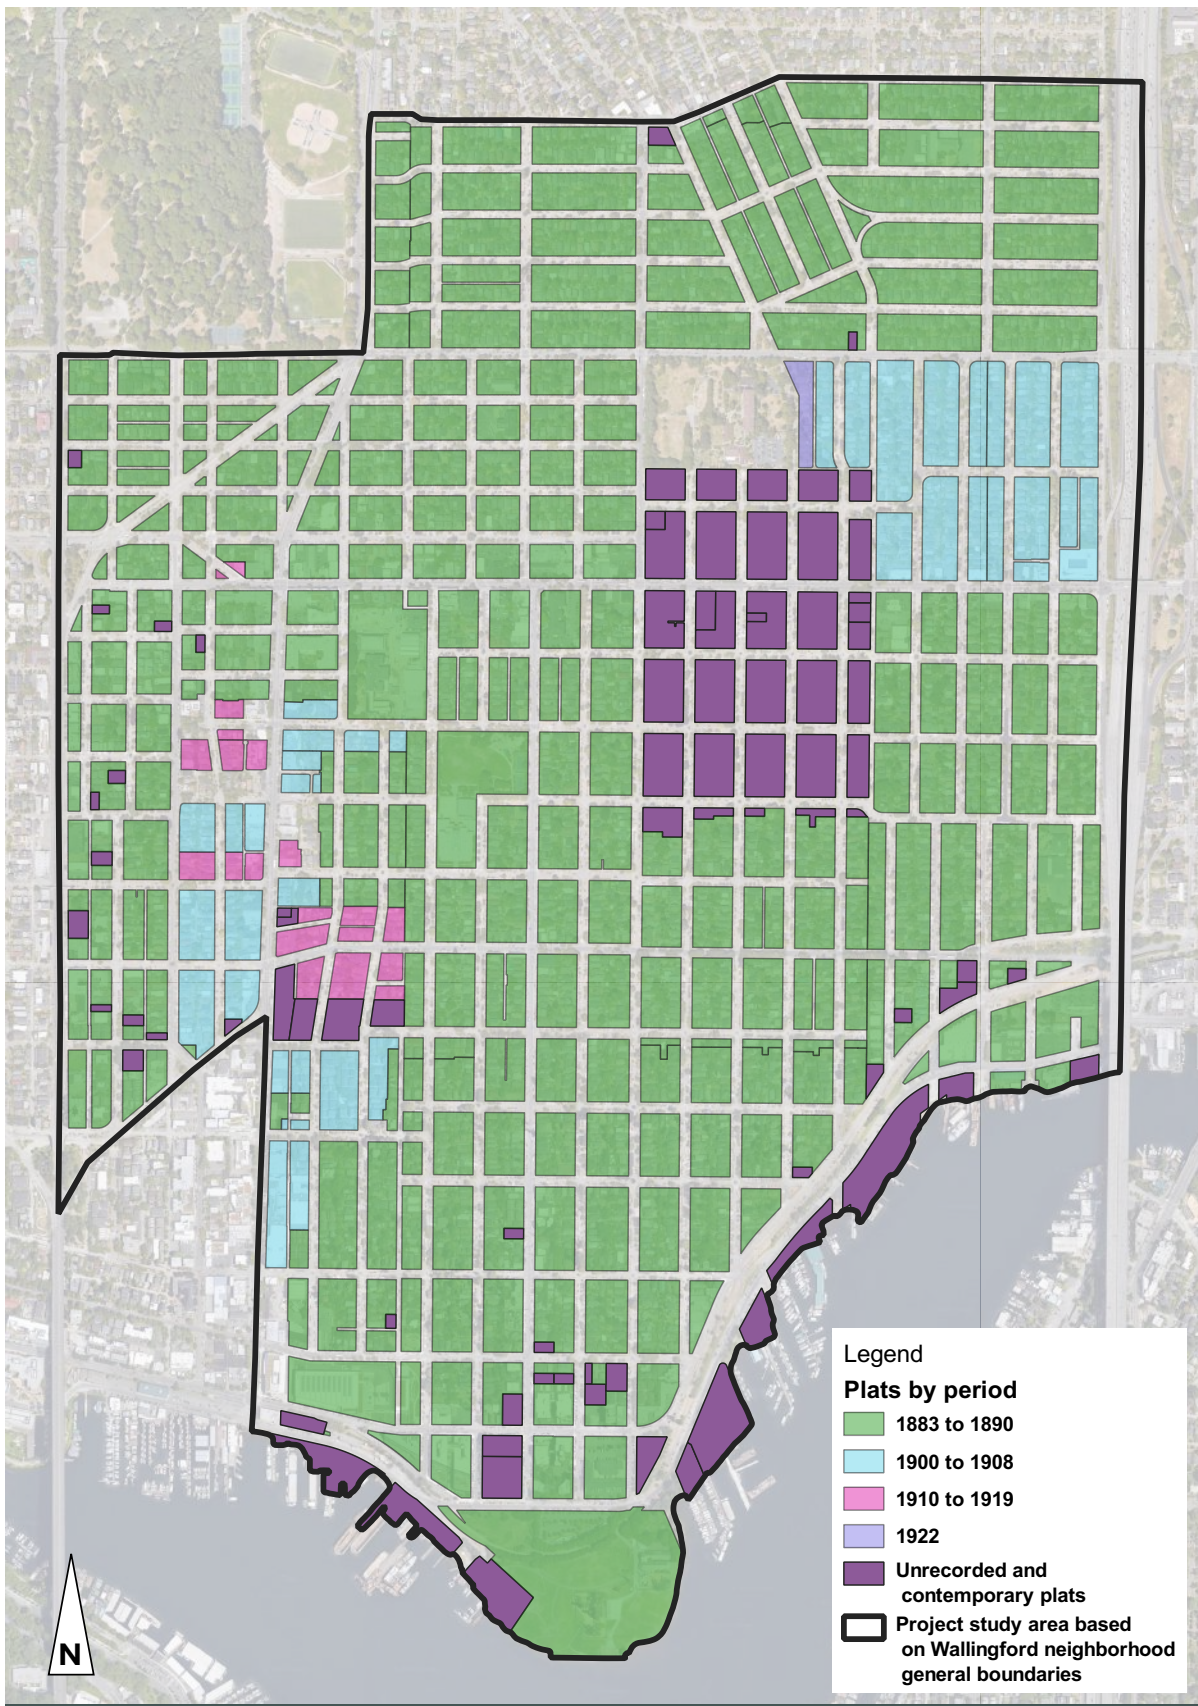 Legend
Plats by period
1883 to 1890
1900 to 1908
1910 to 1919
1922
Unrecorded and
contemporary plats
Project study area based
on Wallingford neighborhood
general boundaries
N